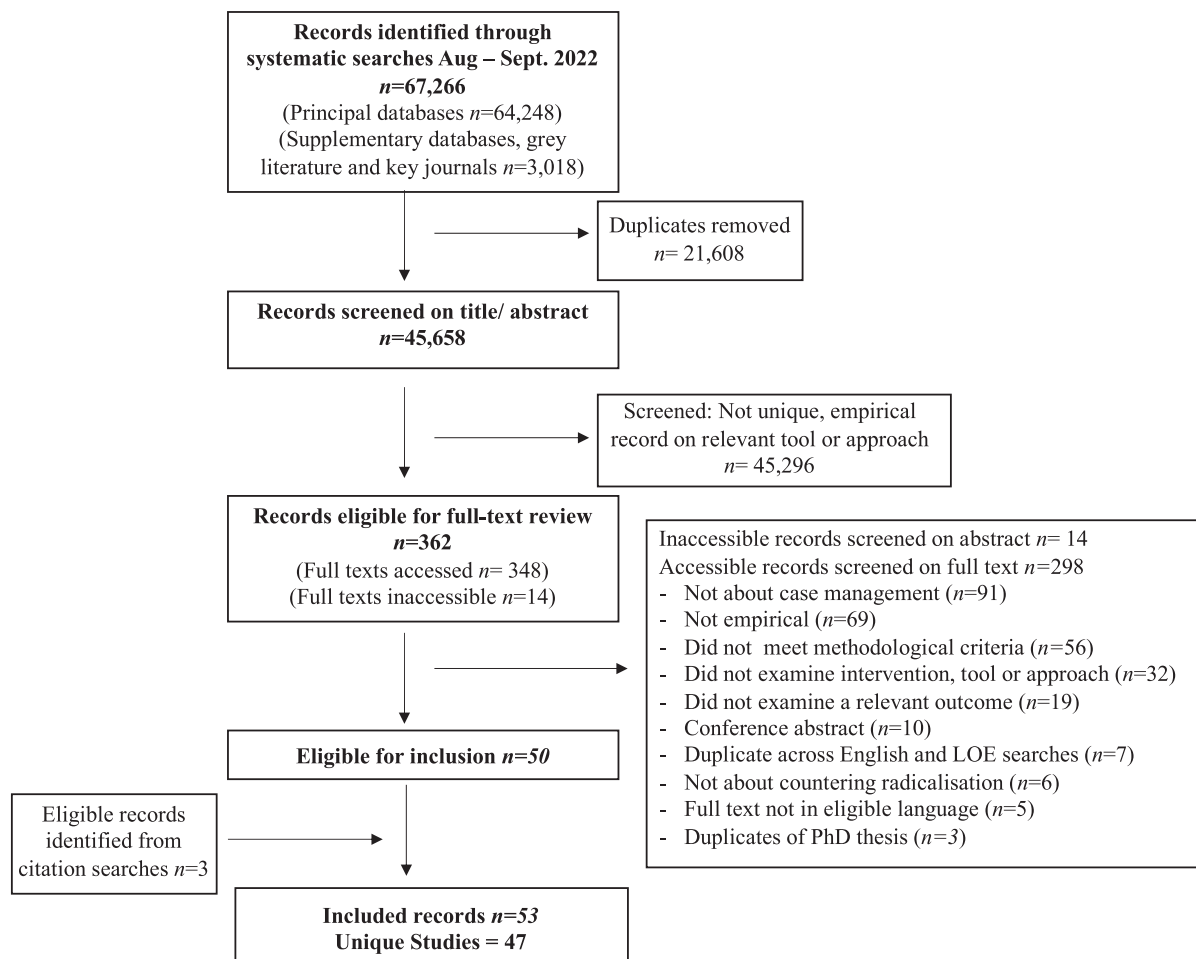 Records identified through
systematic searches Aug – Sept. 2022
n=67,266
(Principal databases n=64,248)
(Supplementary databases, grey
literature and key journals n=3,018)
Duplicates removed
n= 21,608
Records screened on title/ abstract
n=45,658
Screened: Not unique, empirical
record on relevant tool or approach
n= 45,296
Records eligible for full-text review
n=362
(Full texts accessed n= 348)
(Full texts inaccessible n=14)
Inaccessible records screened on abstract n= 14
Accessible records screened on full text n=298
- Not about case management (n=91)
- Not empirical (n=69)
- Did not meet methodological criteria (n=56)
- Did not examine intervention, tool or approach (n=32)
- Did not examine a relevant outcome (n=19)
- Conference abstract (n=10)
- Duplicate across English and LOE searches (n=7)
- Not about countering radicalisation (n=6)
- Full text not in eligible language (n=5)
- Duplicates of PhD thesis (n=3)
Eligible for inclusion n=50
Eligible records
identified from
citation searches n=3
Included records n=53
Unique Studies = 47